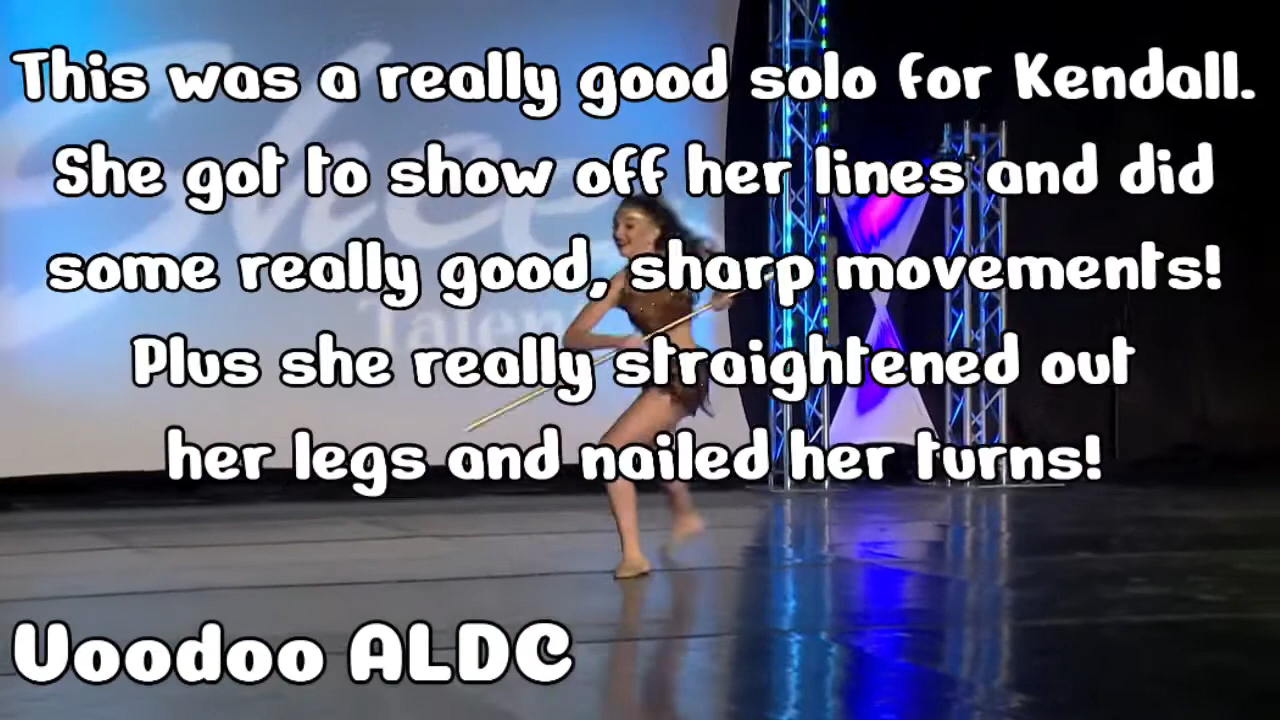 This was a really good solo for Kendall.
She got to show off her lines and did
some really good, sharp movements!
Plus she really straightened out
her legs and nailed her turns!
Talent
Voodoo ALDC